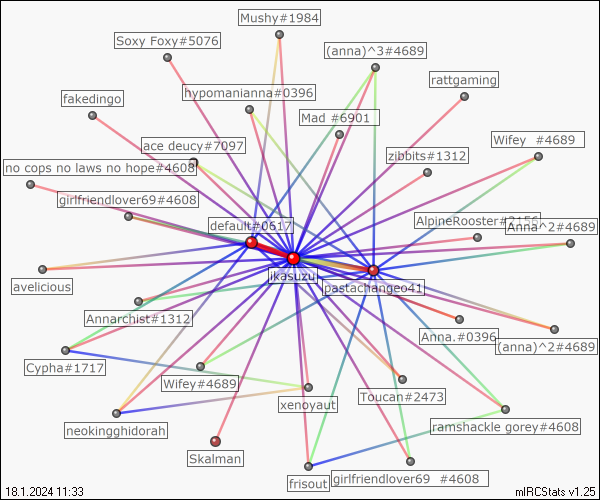 Mushy#1984
Soxy Foxy#5076
(anna)^3#4689
rattgaming
hypomanianna#0396
fakedingo
Mad #6901
ace deucy#7097
Wifey #4689
zibbits#1312
no cops no laws no hope#4608
girlfriendlover69#4608
default#0617
AlpineRooster#2156
Anna^2#4689
ikasuzu
pastachangeo41
avelicious
Annarchist#1312
Anna.#0396
(anna)^2#4689
Cypha#1717
Wifey#4689
xenoyaut
Toucan#2473
neokingghidorah
ramshackle gorey#4608
Skalman
frisout
girlfriendlover69 #4608
18.1.2024 11:33
mIRCStats v1.25